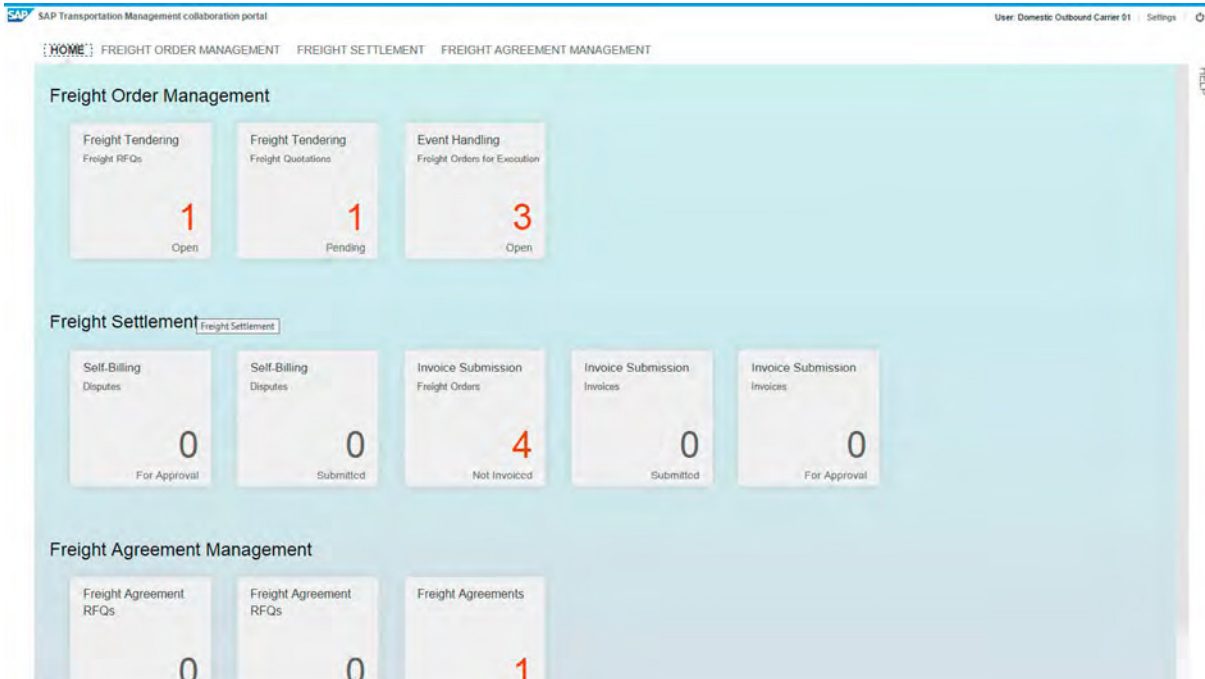 SAP SAP Transportation Management collaboration portal
User: Domestic Outbound Carrier 01 Settings
HOME FREIGHT ORDER MANAGEMENT FREIGHT SETTLEMENT FREIGHT AGREEMENT MANAGEMENT
HELP
Freight Order Management
Freight Tendering
Freight RFQs
1
Open
Freight Tendering
Freight Quotations
1
Pending
Event Handling
Freight Orders for Execution
3
Open
Freight Settlement
Freight Settlement
Self-Billing
Disputes
0
For Approval
Self-Billing
Disputes
0
Submitted
Invoice Submission
Freight Orders
4
Not Invoiced
Invoice Submission
Invoices
0
Submitted
Invoice Submission
Invoices
0
For Approval
Freight Agreement Management
Freight Agreement
RFQs
0
Freight Agreement
RFQs
0
Freight Agreements
1